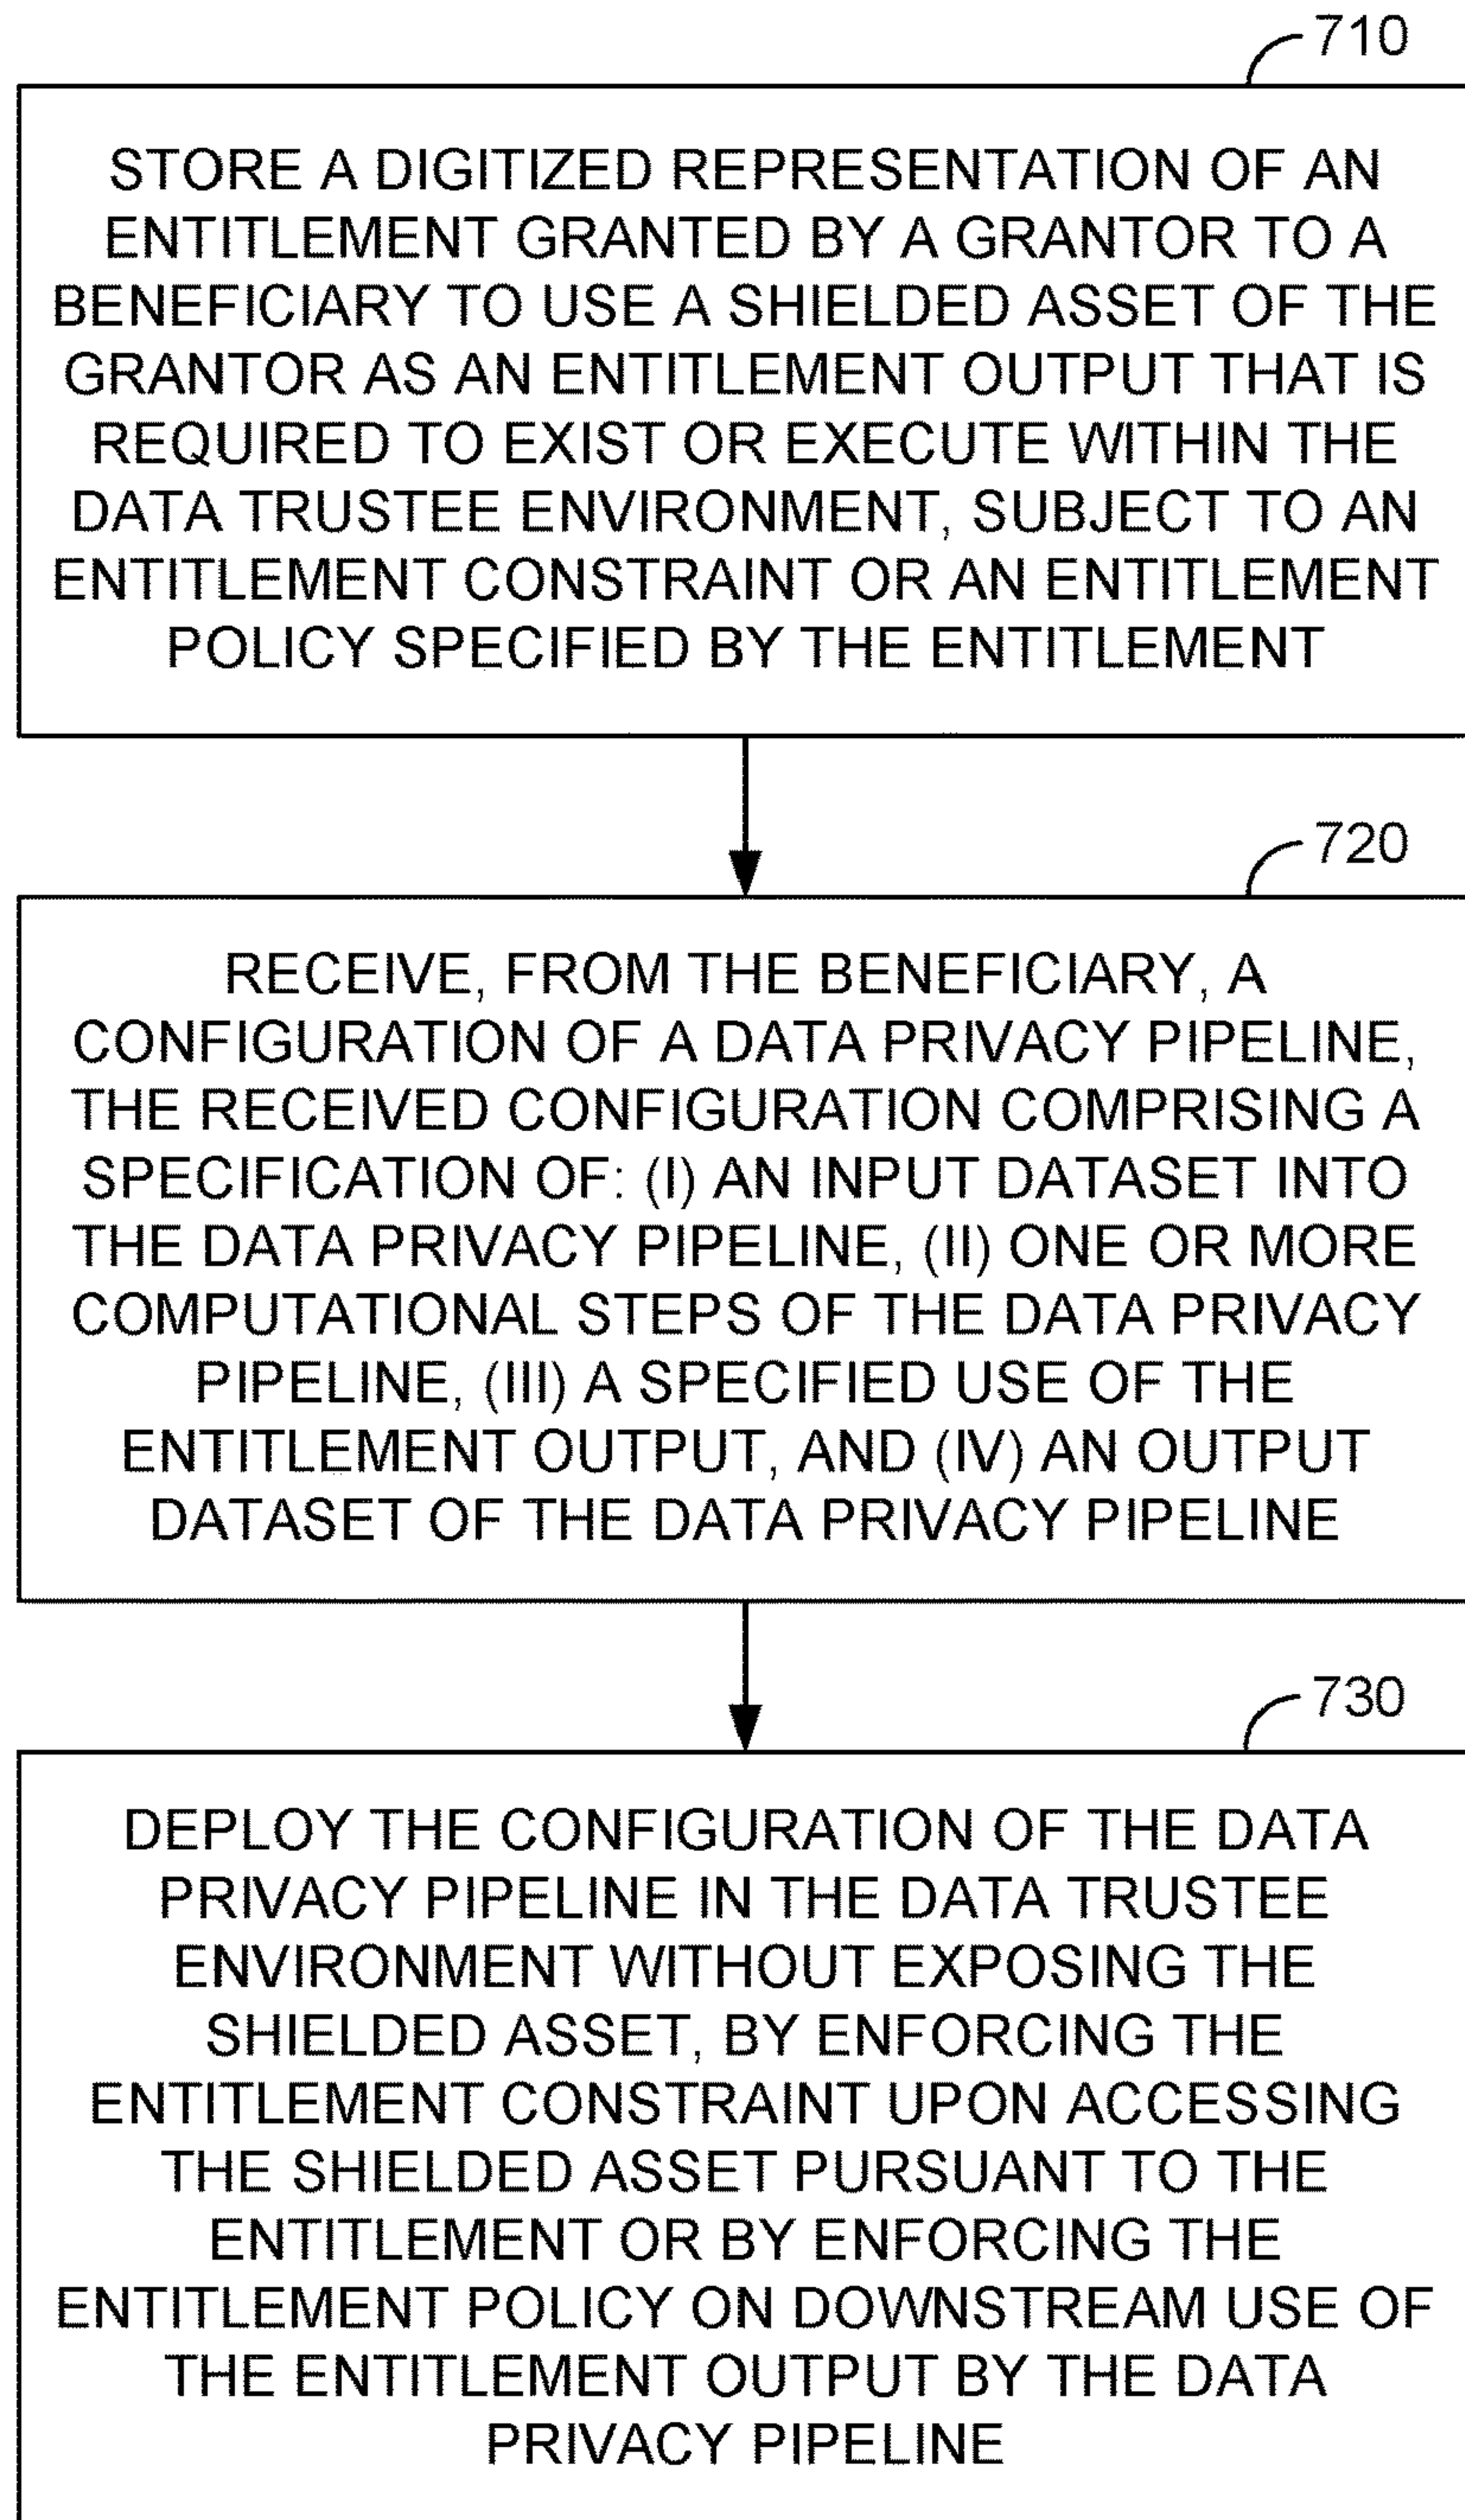 710
STORE A DIGITIZED REPRESENTATION OF AN
ENTITLEMENT GRANTED BY A GRANTOR TO A
BENEFICIARY TO USE A SHIELDED ASSET OF THE
GRANTOR AS AN ENTITLEMENT OUTPUT THAT IS
REQUIRED TO EXIST OR EXECUTE WITHIN THE
DATA TRUSTEE ENVIRONMENT, SUBJECT TO AN
ENTITLEMENT CONSTRAINT OR AN ENTITLEMENT
POLICY SPECIFIED BY THE ENTITLEMENT
720
RECEIVE, FROM THE BENEFICIARY, A
CONFIGURATION OF A DATA PRIVACY PIPELINE,
THE RECEIVED CONFIGURATION COMPRISING A
SPECIFICATION OF: (I) AN INPUT DATASET INTO
THE DATA PRIVACY PIPELINE, (II) ONE OR MORE
COMPUTATIONAL STEPS OF THE DATA PRIVACY
PIPELINE, (III) A SPECIFIED USE OF THE
ENTITLEMENT OUTPUT, AND (IV) AN OUTPUT
DATASET OF THE DATA PRIVACY PIPELINE
730
DEPLOY THE CONFIGURATION OF THE DATA
PRIVACY PIPELINE IN THE DATA TRUSTEE
ENVIRONMENT WITHOUT EXPOSING THE
SHIELDED ASSET, BY ENFORCING THE
ENTITLEMENT CONSTRAINT UPON ACCESSING
THE SHIELDED ASSET PURSUANT TO THE
ENTITLEMENT OR BY ENFORCING THE
ENTITLEMENT POLICY ON DOWNSTREAM USE OF
THE ENTITLEMENT OUTPUT BY THE DATA
PRIVACY PIPELINE